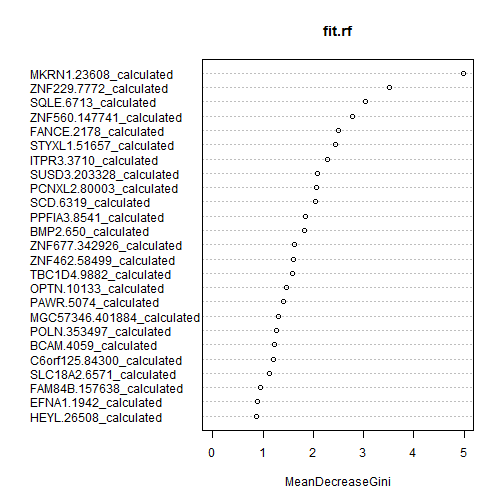 fit.rf
MKRN1.23608_calculated
ZNF229.7772_calculated
SQLE.6713_calculated
ZNF560.147741_calculated
FANCE.2178_calculated
STYXL1.51657_calculated
ITPR3.3710_calculated
SUSD3.203328_calculated
PCNXL2.80003_calculated
SCD.6319_calculated
PPFIA3.8541_calculated
BMP2.650_calculated
ZNF677.342926_calculated
ZNF462.58499_calculated
TBC1D4.9882_calculated
OPTN.10133_calculated
PAWR.5074_calculated
MGC57346.401884_calculated
POLN.353497_calculated
BCAM.4059_calculated
C6orf125.84300_calculated
SLC18A2.6571_calculated
FAM84B.157638_calculated
EFNA1.1942_calculated
HEYL.26508_calculated
0 1 2 3 4 5
MeanDecreaseGini